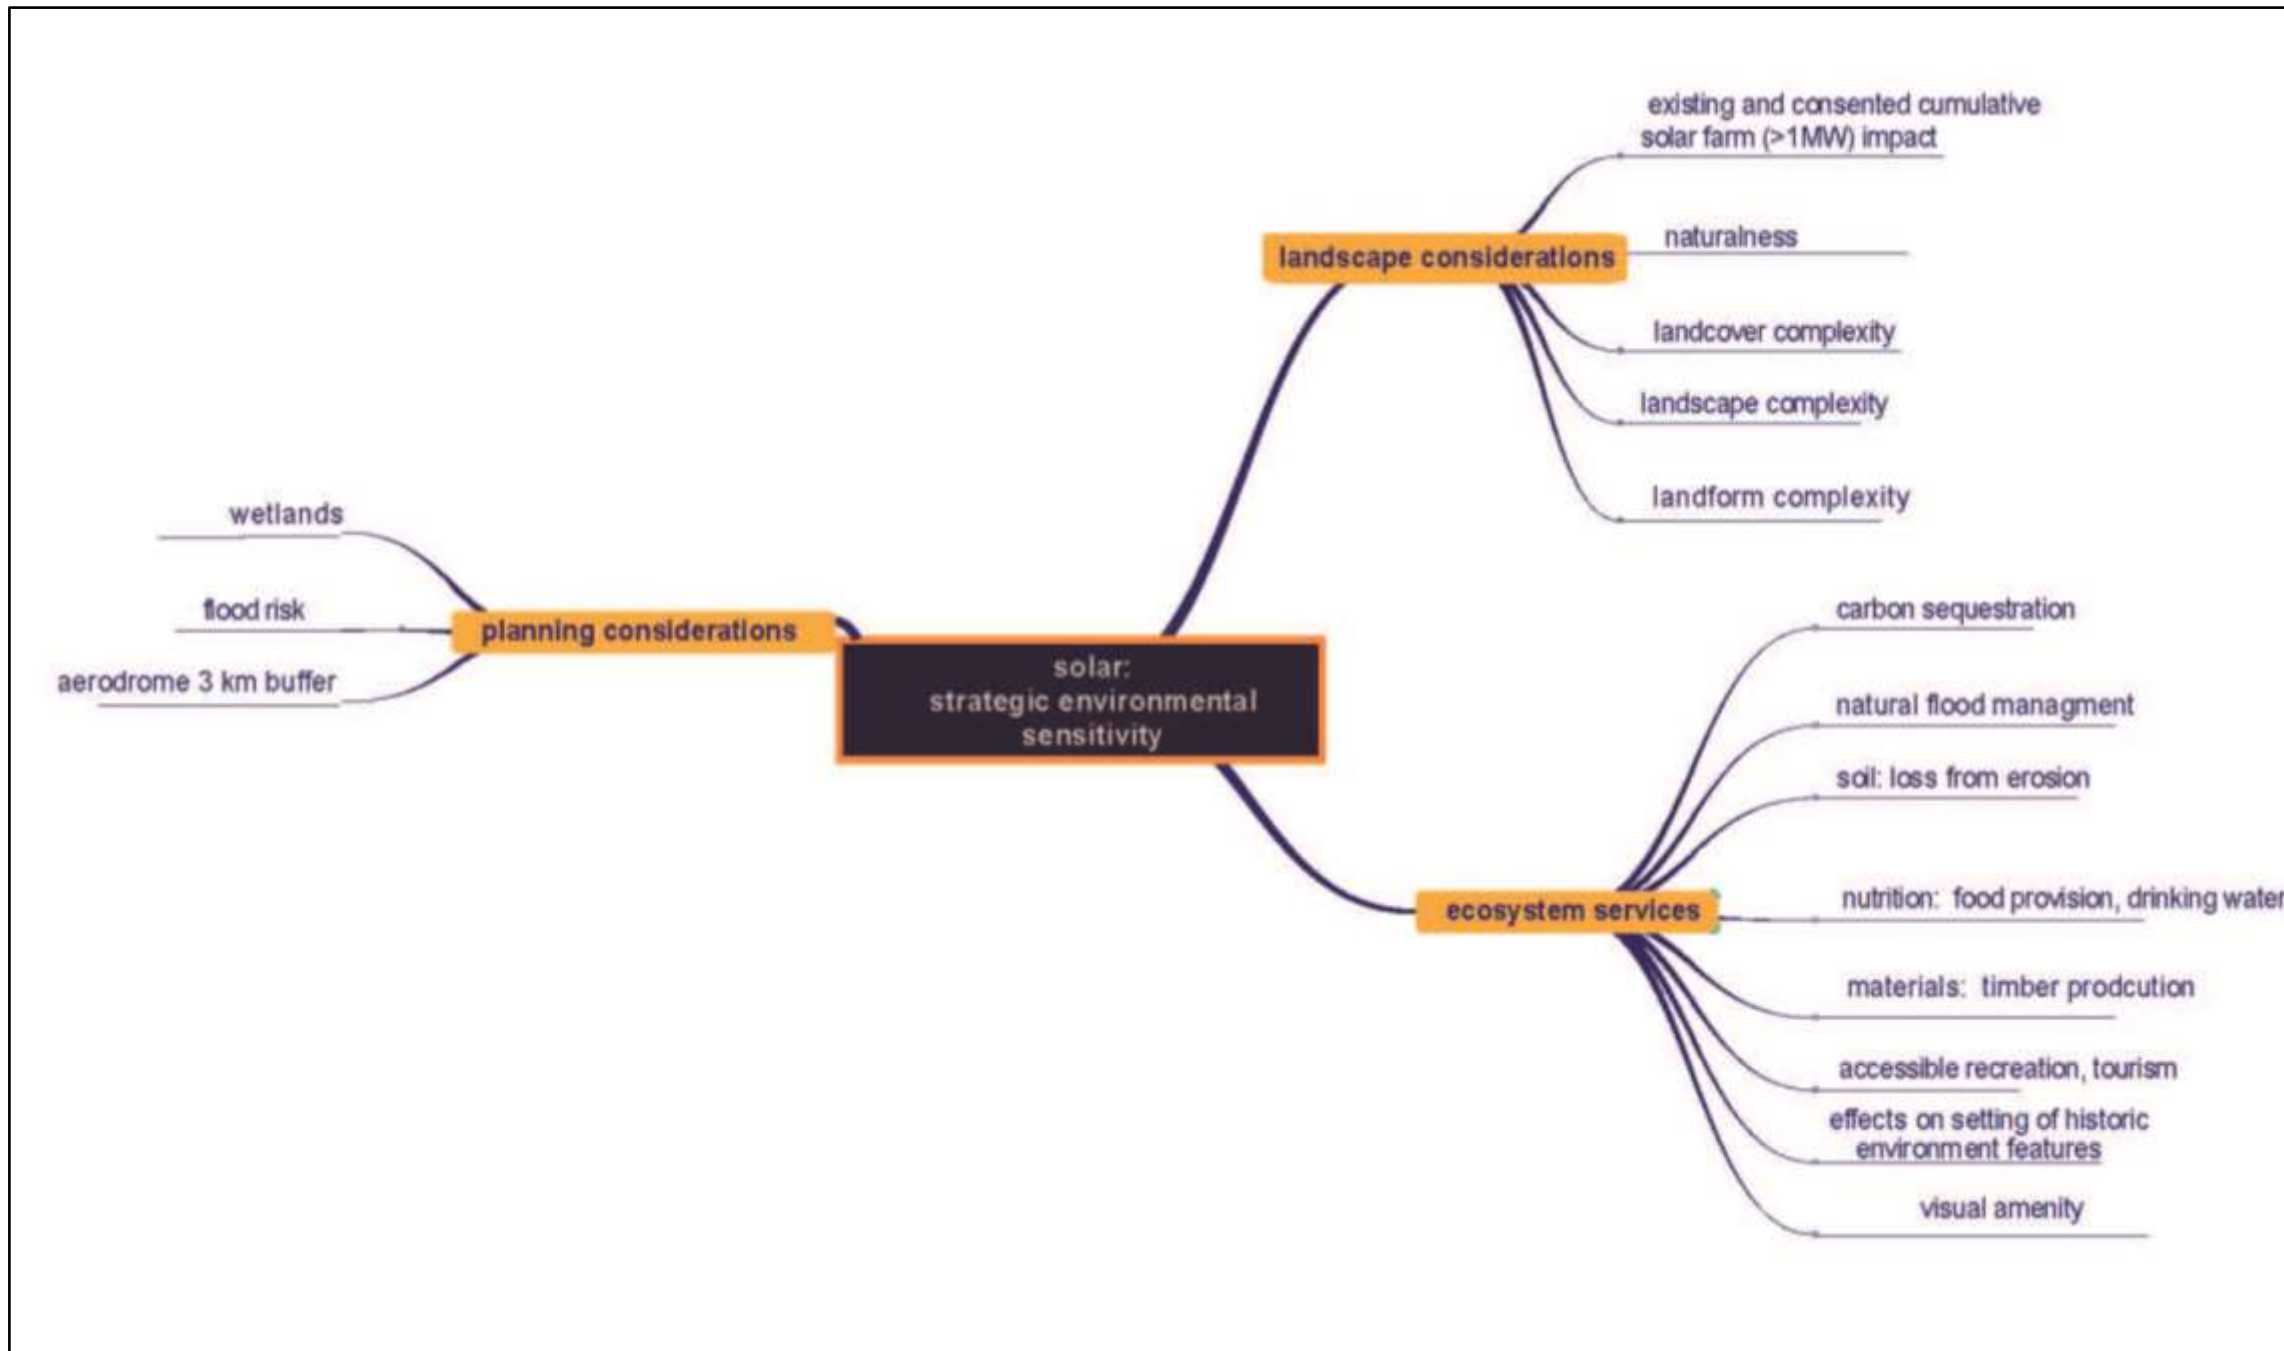 existing and consented cumulative
solar farm (>1MW) impact
landscape considerations
naturalness
landcover complexity
landscape complexity
landform complexity
wetlands
flood risk
aerodrome 3 km buffer
planning considerations
solar:
strategic environmental
sensitivity
carbon sequestration
natural flood managment
soil: loss from erosion
ecosystem services
nutrition: food provision, drinking water
materials: timber prodcution
accessible recreation, tourism
effects on setting of historic
environment features
visual amenity